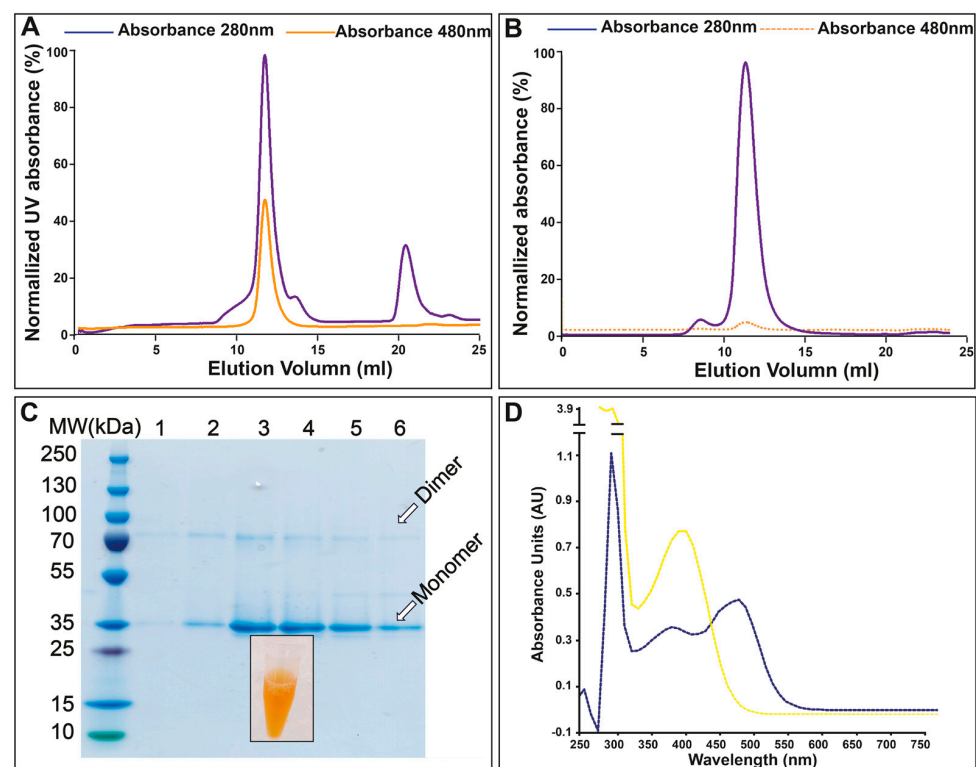 A
Absorbance 280nm
Absorbance 480nm
Normallized UV absorbance (%)
100
80
60
40
20
0
0 5 10 15 20 25
Elution Volumn (ml)
B
Absorbance 280nm
Absorbance 480nm
Normallized absorbance (%)
100
80
60
40
20
0
0 5 10 15 20 25
Elution Volumn (ml)
C
MW(kDa) 1 2 3 4 5 6
250
130
100
70
55
35
25
15
10
Dimer
Monomer
D
Absorbance Units (AU)
3.9
1.1
0.9
0.7
0.5
0.3
0.1
-0.1
250 300 350 400 450 500 550 600 650 700 750
Wavelength (nm)